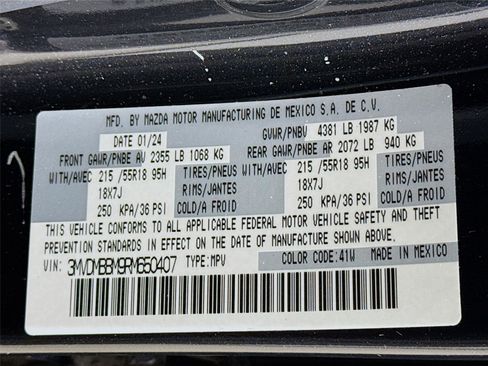 MFD. BY MAZDA MOTOR MANUFACTURING DE MEXICO S.A. DE C.V.
DATE 01/24 GVWR/PNBV 4381 LB 1987 KG
FRONT GAWR/PNBE AV 2355 LB 1068 KG REAR GAWR/PNBE AR 2072 LB 940 KG
WITH/AVEC 215 /55R18 95H TIRES/PNEUS WITH/AVEC 215 /55R18 95H TIRES/PNEUS
18X7J RIMS/JANTES 18X7J RIMS/JANTES
250 KPA/36 PSI COLD/A FROID 250 KPA/36 PSI COLD/A FROID
THIS VEHICLE CONFORMS TO ALL APPLICABLE FEDERAL MOTOR VEHICLE SAFETY AND THEFT
PREVENTION STANDARDS IN EFFECT ON THE DATE OF MANUFACTURE SHOWN ABOVE.
VIN: 3MVDMBBM9RM650407 TYPE:MPV COLOR CODE:41W MADE IN MEXICO